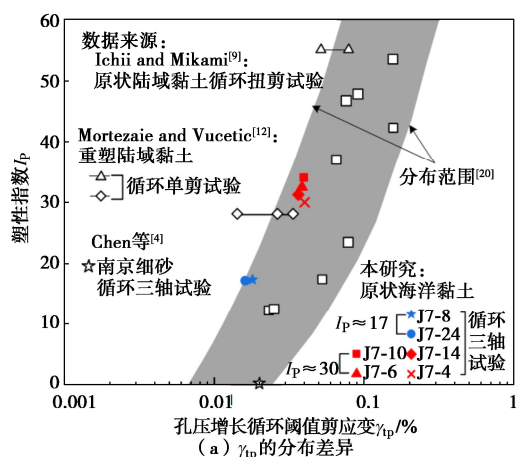 60
50
40
30
20
10
0
塑性指数I_P
数据来源：
Ichii and Mikami[9]：
原状陆域黏土循环扭剪试验
Mortezaie and Vucetic[12]：
重塑陆域黏土
循环单剪试验
Chen等[4]
南京细砂
循环三轴试验
分布范围[20]
本研究：
原状海洋黏土
I_P≈17
J7-8
J7-24
I_P≈30
J7-10
J7-14
J7-6
J7-4
循环
三轴
试验
0.001
0.01
0.1
1
孔压增长循环阈值剪应变γ_tp/%
（a）γ_tp的分布差异